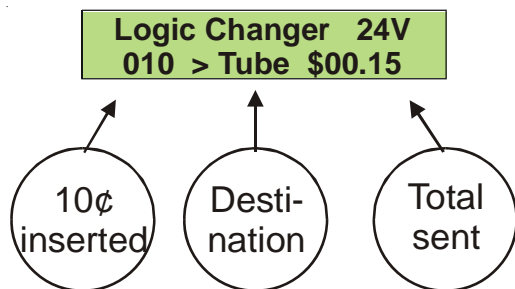 Logic Changer 24V
010 > Tube $00.15
10¢
inserted
Desti-
nation
Total
sent